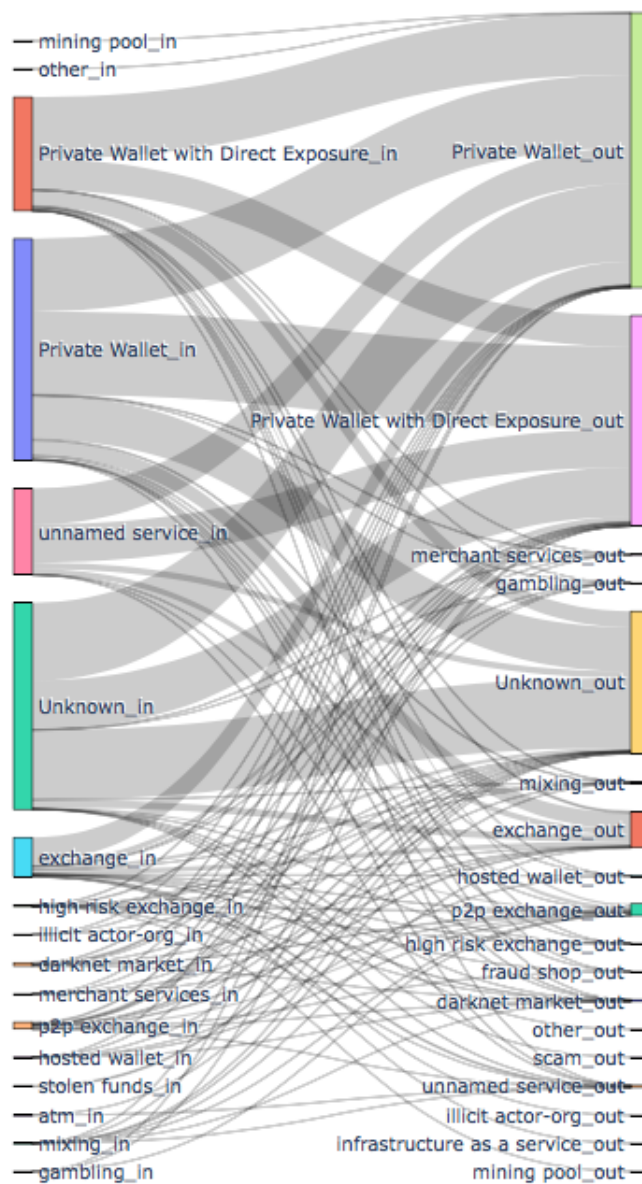 mining pool_in
other_in
Private Wallet with Direct Exposure_in
Private Wallet_in
unnamed service_in
Unknown_in
exchange_in
high risk exchange_in
illicit actor-org_in
darknet market_in
merchant services_in
p2p exchange_in
hosted wallet_in
stolen funds_in
atm_in
mixing_in
gambling_in
Private Wallet_out
Private Wallet with Direct Exposure_out
merchant services_out
gambling_out
Unknown_out
mixing_out
exchange_out
hosted wallet_out
p2p exchange_out
high risk exchange_out
fraud shop_out
darknet market_out
other_out
scam_out
unnamed service_out
illicit actor-org_out
infrastructure as a service_out
mining pool_out